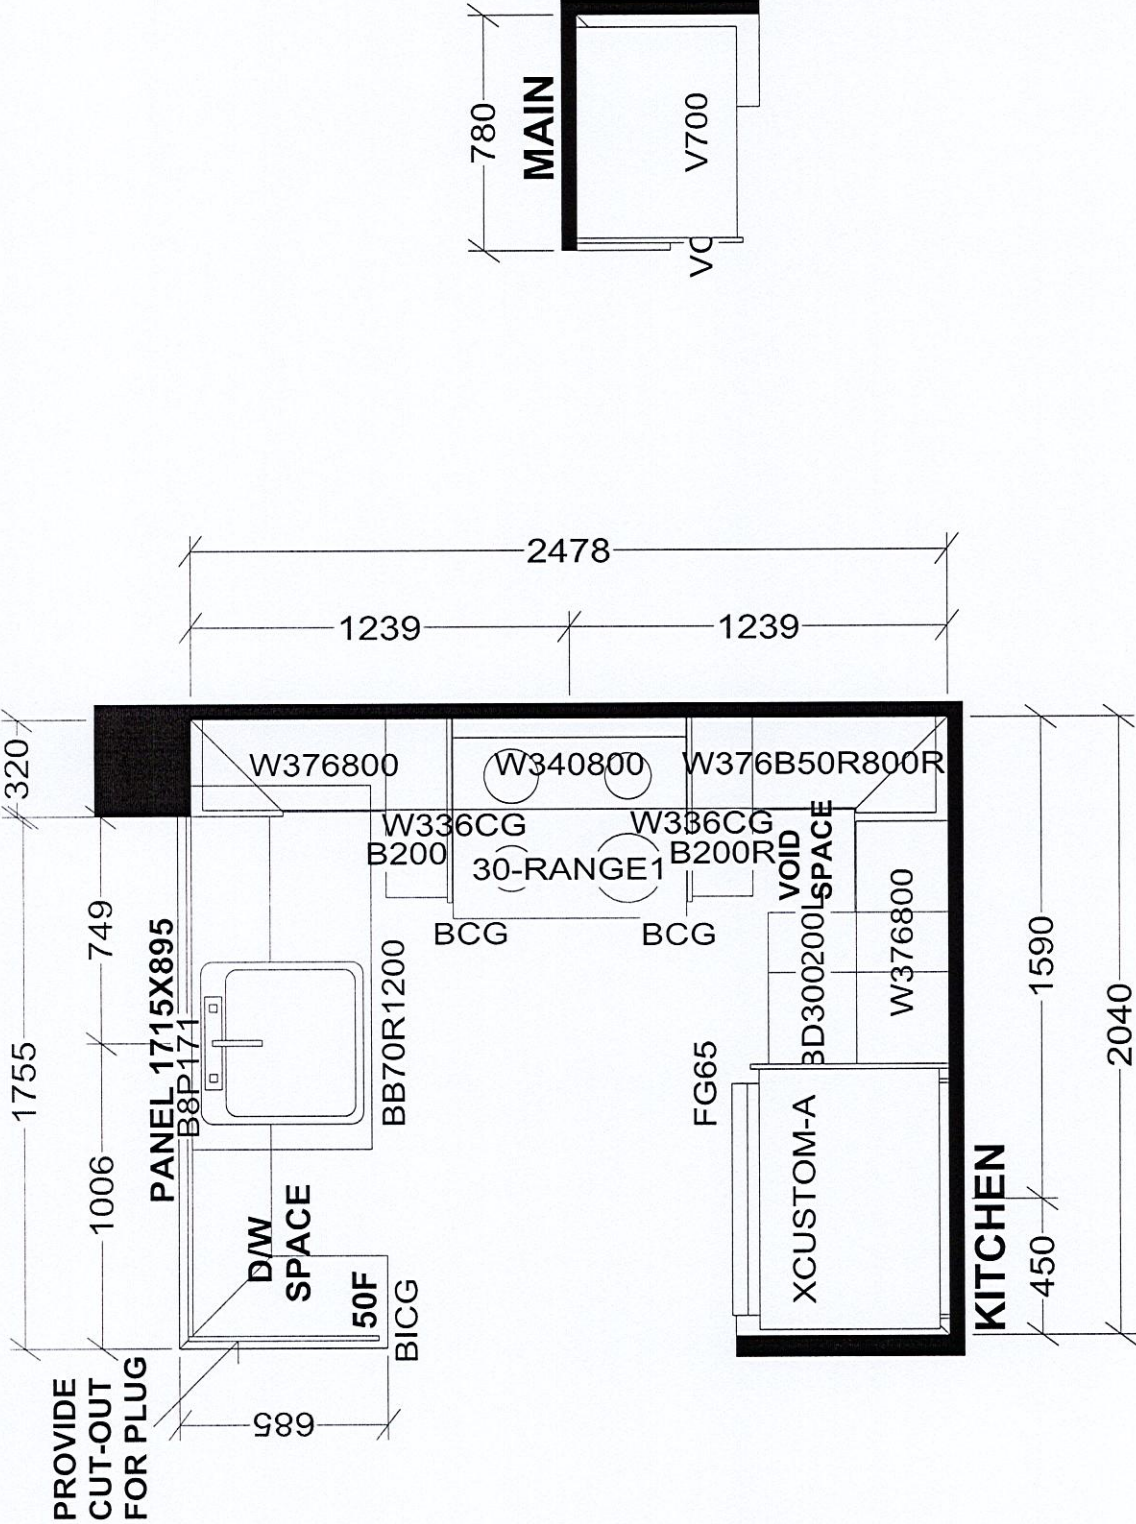 780
MAIN
V700
VC
2478
1239
1239
320
W376800
W340800
W376B50R800R
W336CG
W336CG
B200
30-RANGE1
B200R
BCG
BCG
VOID
SPACE
1755
749
1006
PANEL 1715X895
B8P171
BB70R1200
BD300200L
W376800
FG65
XCUSTOM-A
1590
450
2040
D/W
SPACE
50F
BICG
KITCHEN
PROVIDE
CUT-OUT
FOR PLUG
685